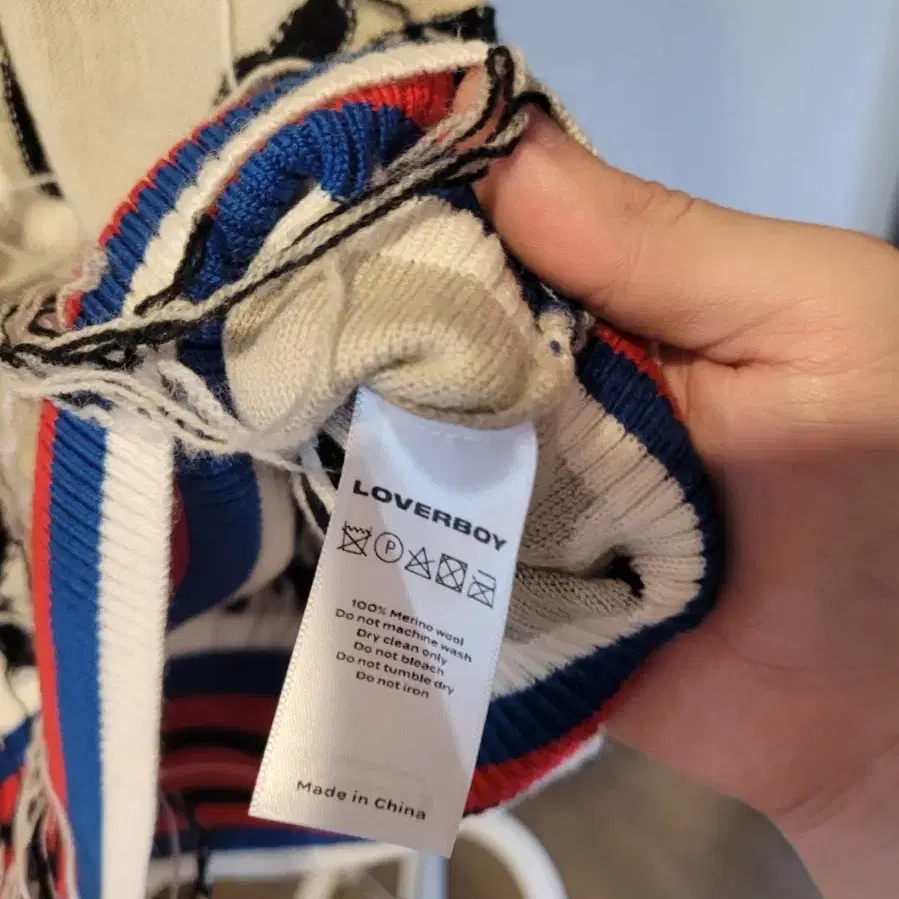 LOVERBOY
P
100% Merino wool
Do not machine wash
Dry clean only
Do not bleach
Do not tumble dry
Do not iron
Made in China